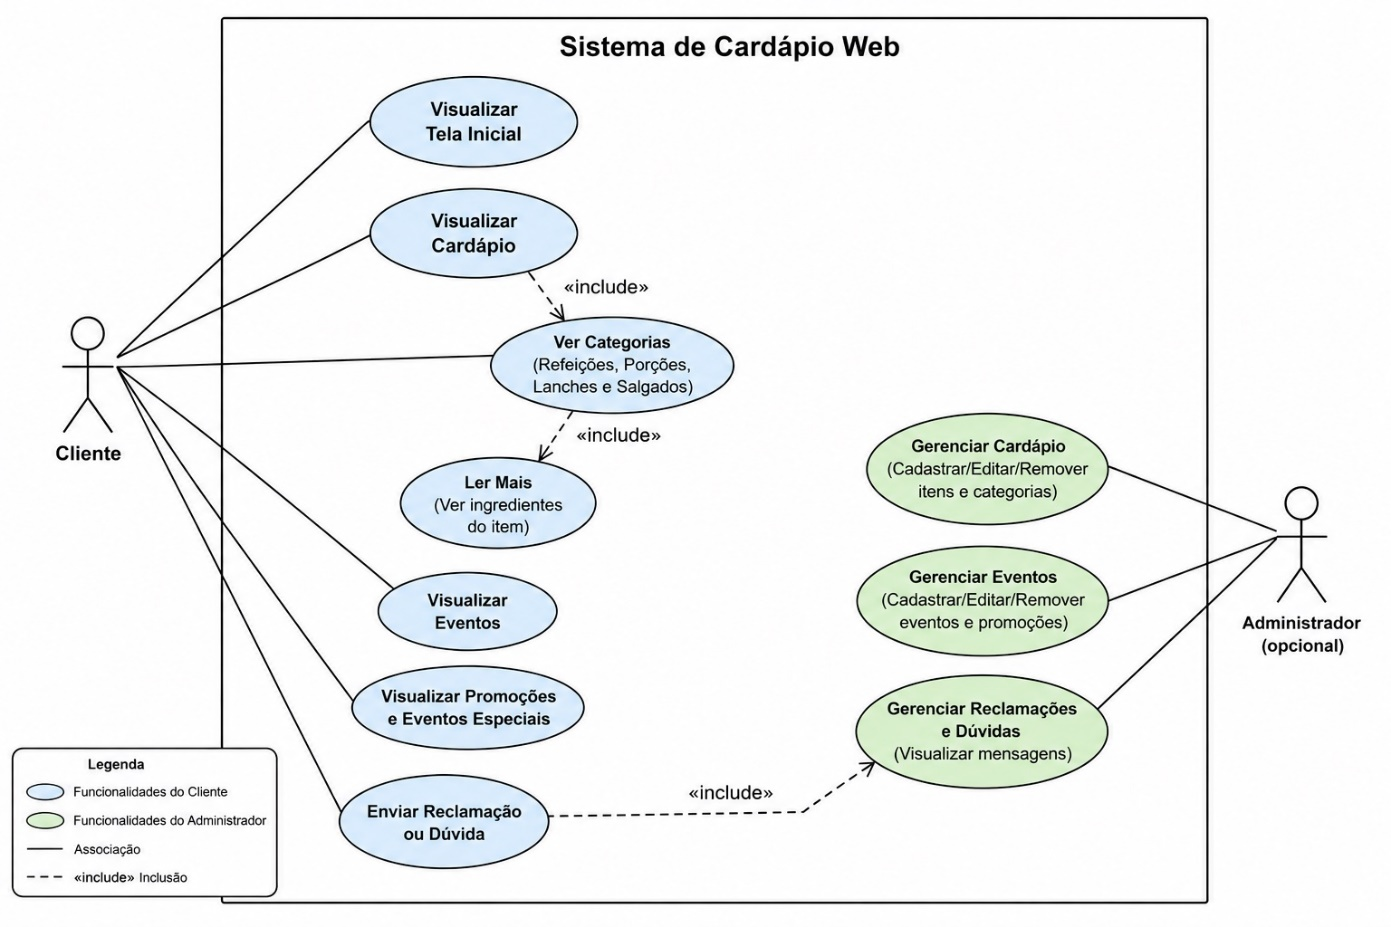 Sistema de Cardápio Web
Visualizar
Tela Inicial
Visualizar
Cardápio
«include»
Ver Categorias
(Refeições, Porções,
Lanches e Salgados)
«include»
Ler Mais
(Ver ingredientes
do item)
Visualizar
Eventos
Visualizar Promoções
e Eventos Especiais
Enviar Reclamação
ou Dúvida
«include»
Cliente
Gerenciar Cardápio
(Cadastrar/Editar/Remover
itens e categorias)
Gerenciar Eventos
(Cadastrar/Editar/Remover
eventos e promoções)
Gerenciar Reclamações
e Dúvidas
(Visualizar mensagens)
Administrador
(opcional)
Legenda
Funcionalidades do Cliente
Funcionalidades do Administrador
Associação
«include» Inclusão